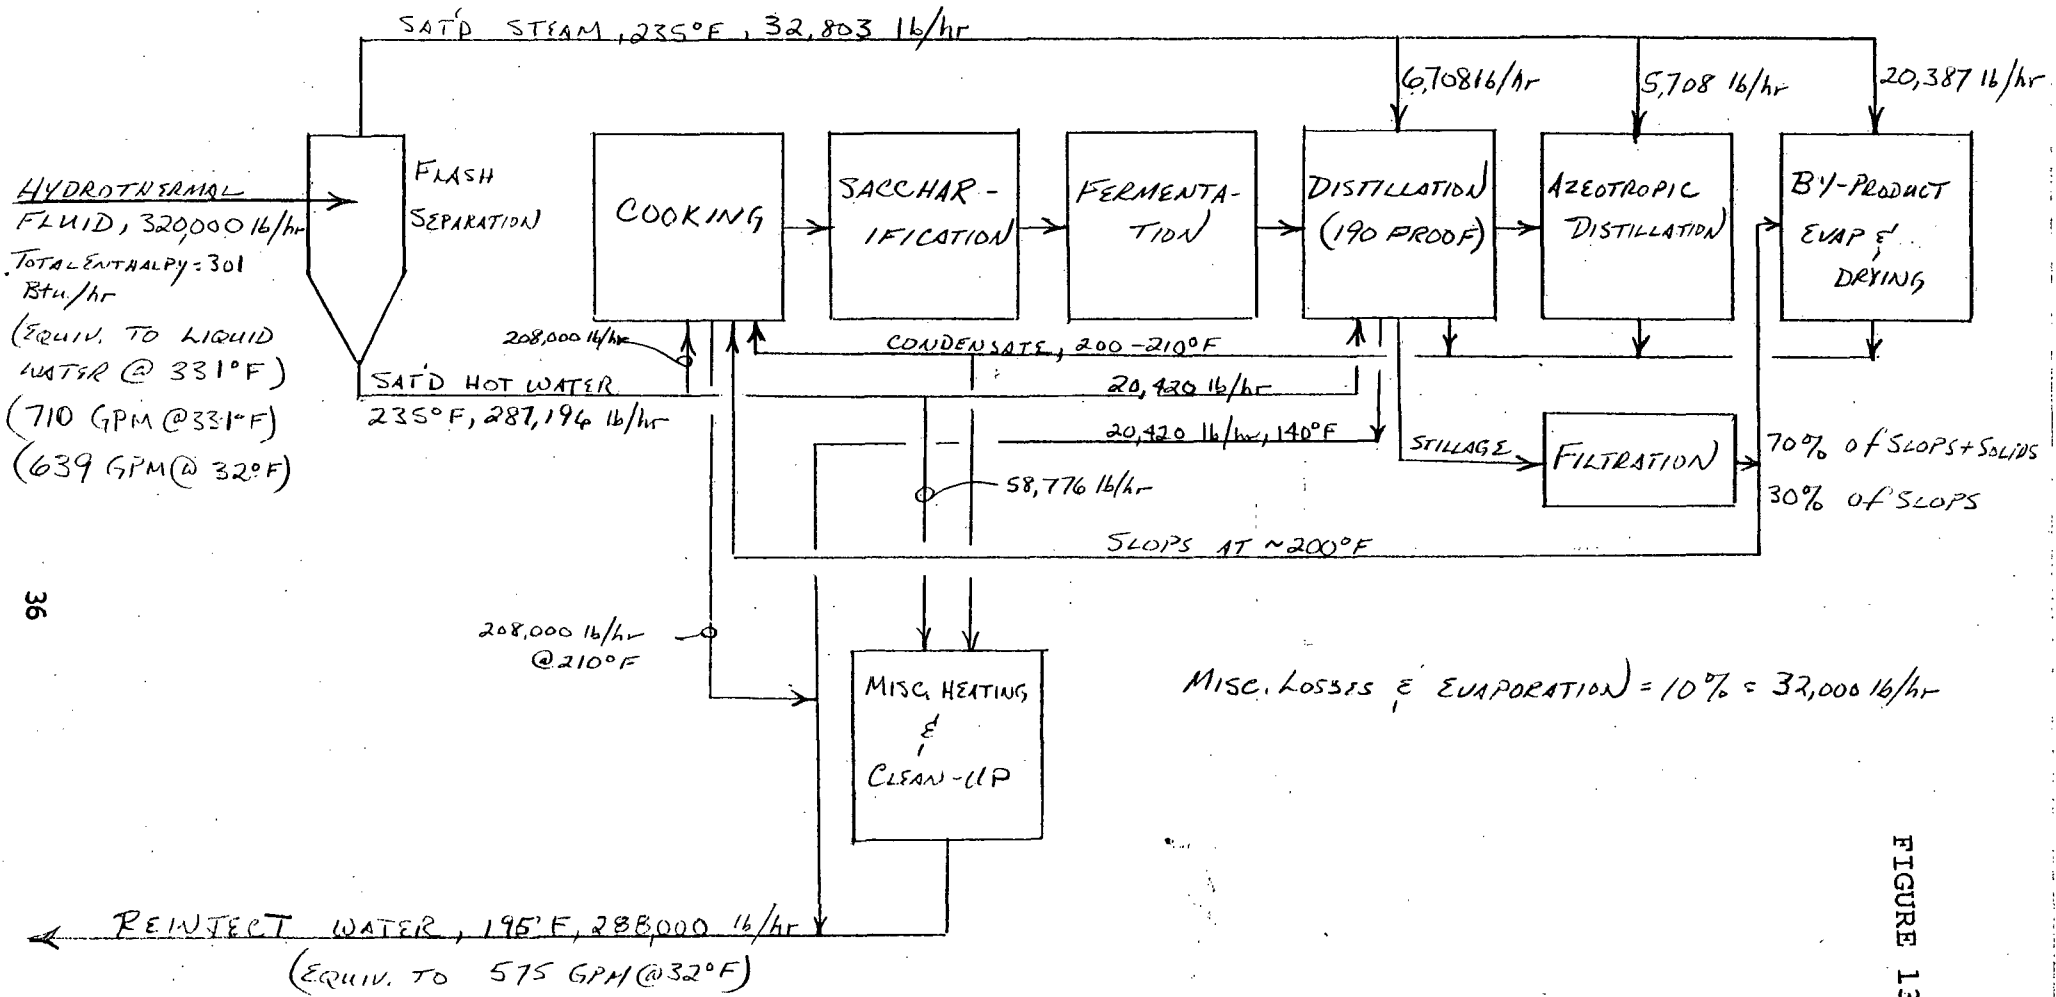 SAT'D STEAM, 235°F, 32,803 lb/hr
6,708 lb/hr
5,708 lb/hr
20,387 lb/hr
HYDROTHERMAL
FLUID, 320,000 lb/hr
TOTAL ENTHALPY = 301
Btu/hr
(EQUIV. TO LIQUID
WATER @ 331°F)
(710 GPM @ 331°F)
(639 GPM @ 32°F)
FLASH
SEPARATION
COOKING
SACCHAR-
IFICATION
FERMENTA-
TION
DISTILLATION
(190 PROOF)
AZEOTROPIC
DISTILLATION
BY-PRODUCT
EVAP &
DRYING
208,000 lb/hr
CONDENSATE, 200-210°F
SAT'D HOT WATER
235°F, 287,196 lb/hr
20,420 lb/hr
20,420 lb/hr, 140°F
STILLAGE
FILTRATION
70% of SLOPS + SOLIDS
30% of SLOPS
58,776 lb/hr
SLOPS AT ~200°F
36
208,000 lb/hr
@ 210°F
MISC. HEATING
&
CLEAN-UP
MISC. LOSSES & EVAPORATION) = 10% = 32,000 lb/hr
REINJECT WATER, 195°F, 288,000 lb/hr
(EQUIV. TO 575 GPM @ 32°F)
FIGURE 13